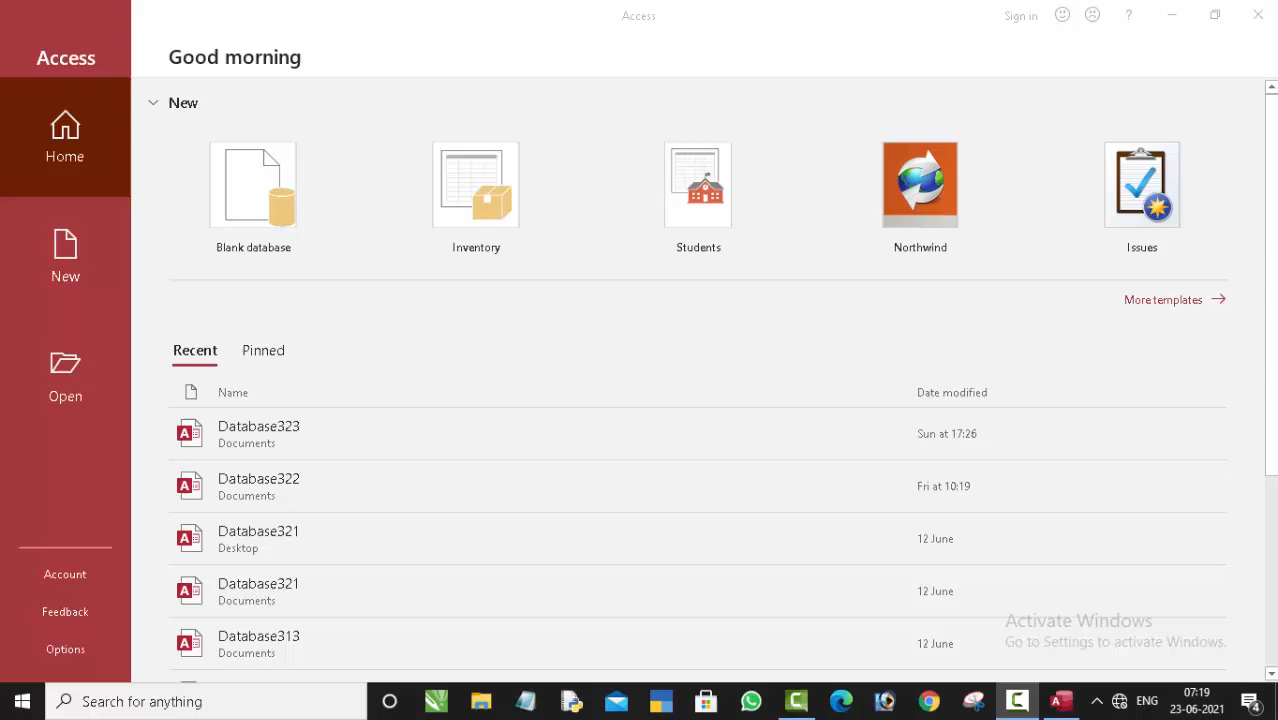 Access
Sign in
?
Access
Good morning
Home
New
Open
Account
Feedback
Options
New
Blank database
Inventory
Students
Northwind
Issues
More templates
Recent
Pinned
Name
Date modified
Database323
Documents
Sun at 17:26
Database322
Documents
Fri at 10:19
Database321
Desktop
12 June
Database321
Documents
12 June
Database313
Documents
12 June
Activate Windows
Go to Settings to activate Windows.
Search for anything
ENG
07:19
23-06-2021
4